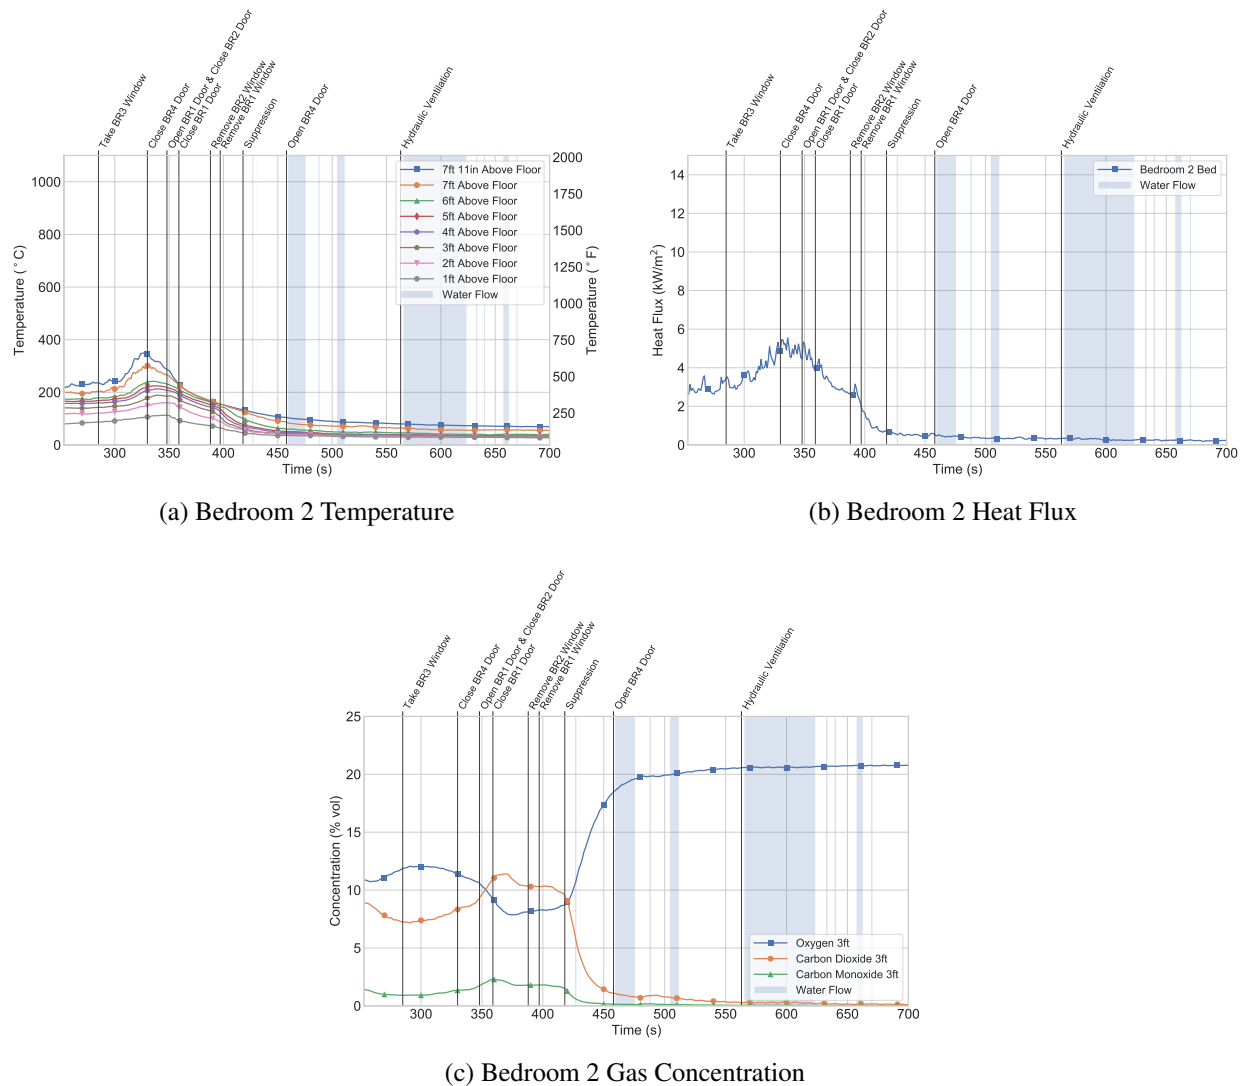 Take BR3 Window
Close BR4 Door
Open BR1 Door & Close BR2 Door
Close BR1 Door
Remove BR2 Window
Remove BR1 Window
Suppression
Open BR4 Door
Hydraulic Ventilation
Temperature (°C)
1000
800
600
400
200
0
7ft 11in Above Floor
7ft Above Floor
6ft Above Floor
5ft Above Floor
4ft Above Floor
3ft Above Floor
2ft Above Floor
1ft Above Floor
Water Flow
2000
1750
1500
1250
1000
750
500
250
Temperature (°F)
300 350 400 450 500 550 600 650 700
Time (s)
(a) Bedroom 2 Temperature
Take BR3 Window
Close BR4 Door
Open BR1 Door & Close BR2 Door
Close BR1 Door
Remove BR2 Window
Remove BR1 Window
Suppression
Open BR4 Door
Hydraulic Ventilation
Heat Flux (kW/m²)
14
12
10
8
6
4
2
0
Bedroom 2 Bed
Water Flow
300 350 400 450 500 550 600 650 700
Time (s)
(b) Bedroom 2 Heat Flux
Take BR3 Window
Close BR4 Door
Open BR1 Door & Close BR2 Door
Close BR1 Door
Remove BR2 Window
Remove BR1 Window
Suppression
Open BR4 Door
Hydraulic Ventilation
Concentration (% vol)
25
20
15
10
5
0
Oxygen 3ft
Carbon Dioxide 3ft
Carbon Monoxide 3ft
Water Flow
300 350 400 450 500 550 600 650 700
Time (s)
(c) Bedroom 2 Gas Concentration